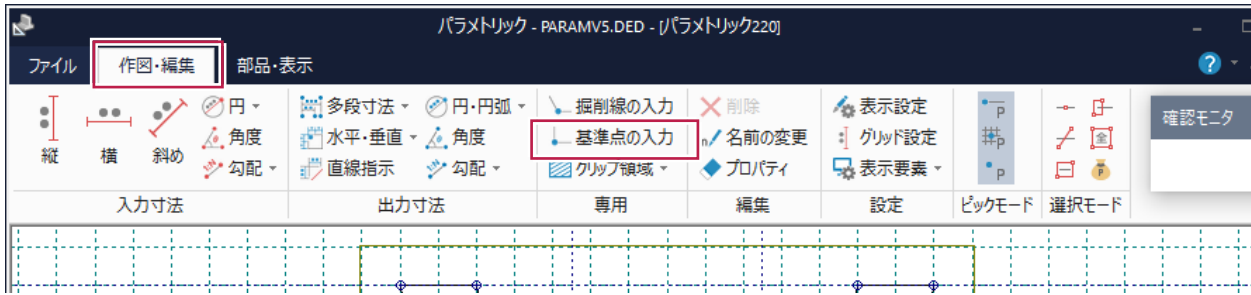 パラメトリック - PARAMV5.DED - [パラメトリック220]
ファイル 作図・編集 部品・表示 ?
縦 横 斜め 円 角度 勾配
入力寸法
多段寸法 円・円弧
水平・垂直 角度
直線指示 勾配
出力寸法
掘削線の入力
基準点の入力
クリップ領域
専用
削除
名前の変更
プロパティ
編集
表示設定
グリッド設定
表示要素
設定
P
P
P
ピックモード
全
P
選択モード
確認モニタ